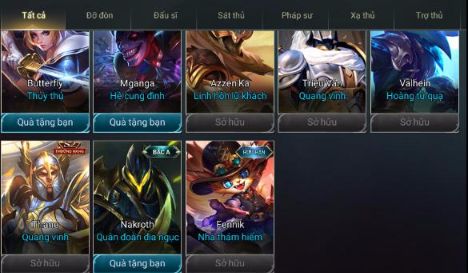 Tất cả
Đỡ đòn
Đấu sĩ
Sát thủ
Pháp sư
Xạ thủ
Trợ thủ
Butterfly
Thủy thủ
Quà tặng bạn
Mganga
Hề cung đình
Quà tặng bạn
Azzen'Ka
Linh hồn lữ khách
Sở hữu
Triệu Vân
Quang vinh
Sở hữu
Valhein
Hoàng tử quạ
Sở hữu
Thane
Quang vinh
Sở hữu
BẬC A
Nakroth
Quân đoàn địa ngục
Quà tặng bạn
HỮU HẠN
Fennik
Nhà thám hiểm
Sở hữu